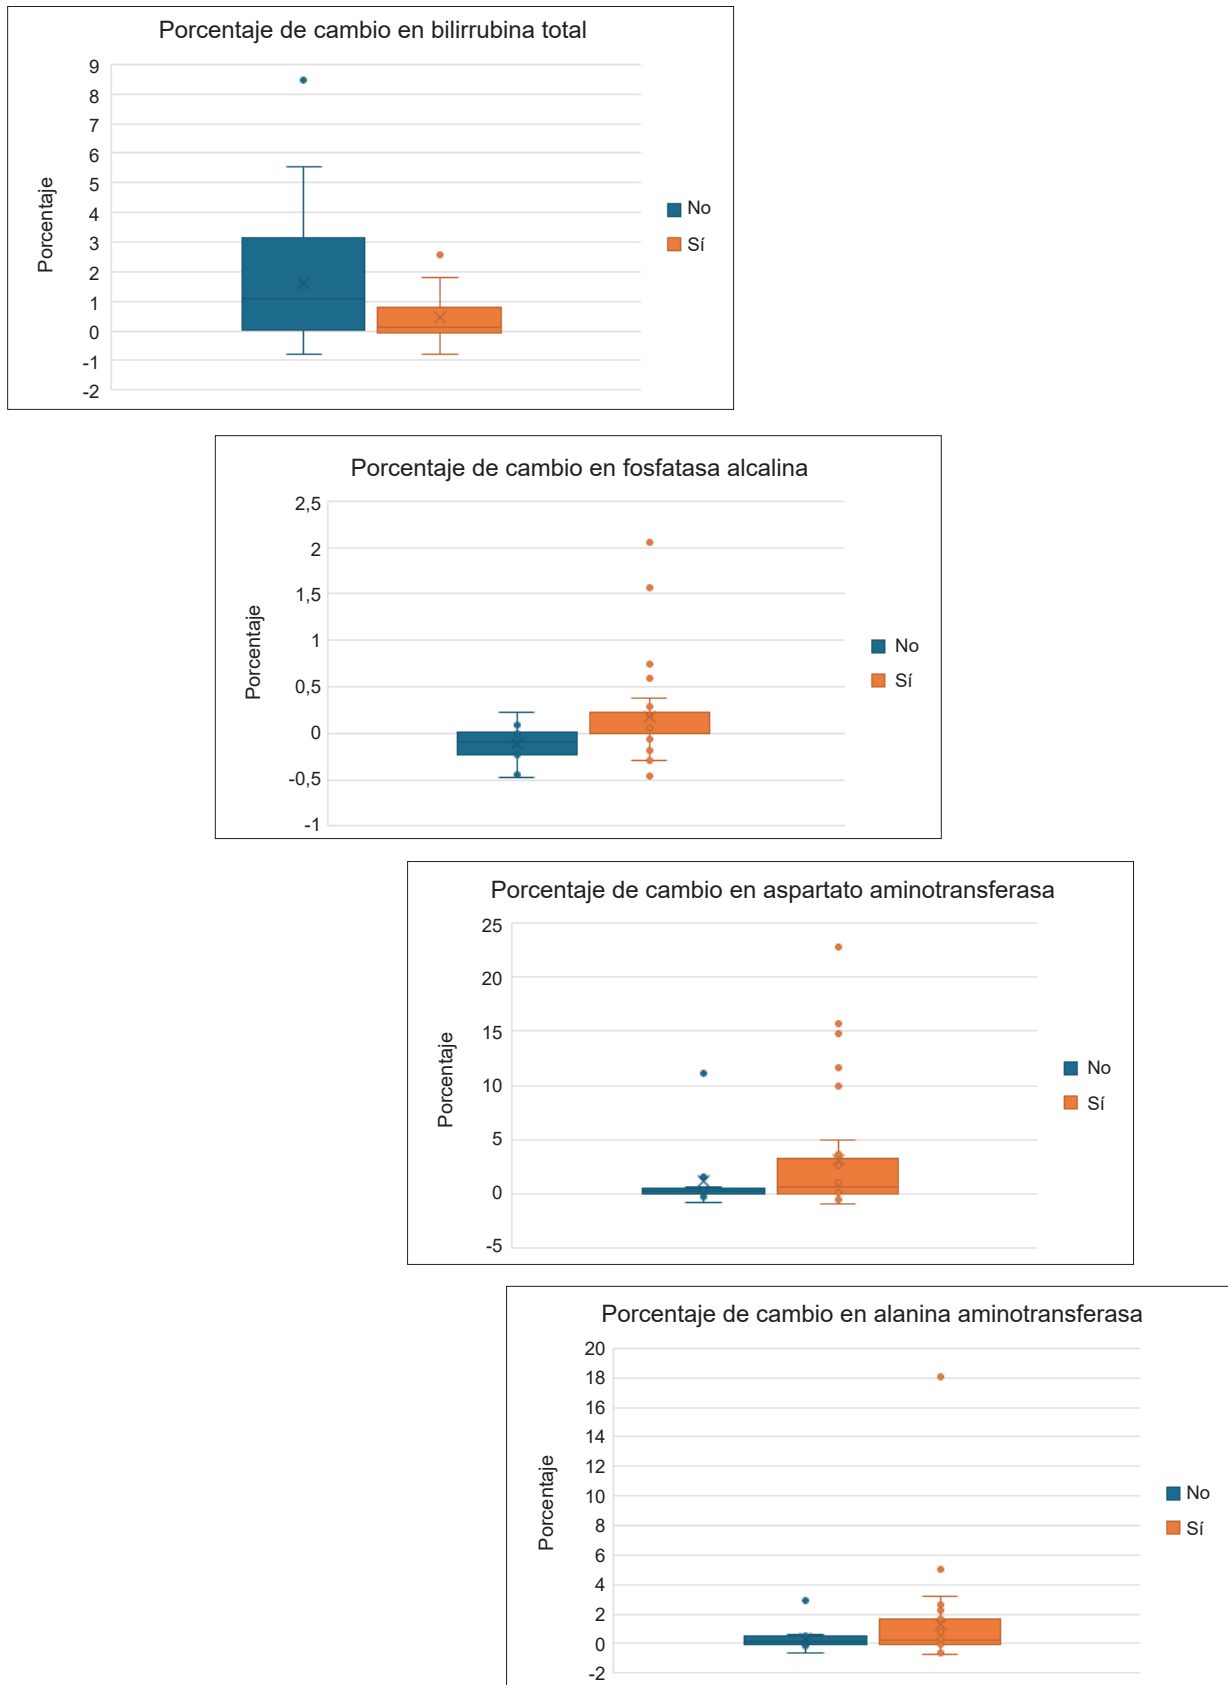 Porcentaje de cambio en bilirrubina total
9
8
7
6
5
4
3
2
1
0
-1
-2
Porcentaje
No
Sí
Porcentaje de cambio en fosfatasa alcalina
2,5
2
1,5
1
0,5
0
-0,5
-1
Porcentaje
No
Sí
Porcentaje de cambio en aspartato aminotransferasa
25
20
15
10
5
0
-5
Porcentaje
No
Sí
Porcentaje de cambio en alanina aminotransferasa
20
18
16
14
12
10
8
6
4
2
0
-2
Porcentaje
No
Sí